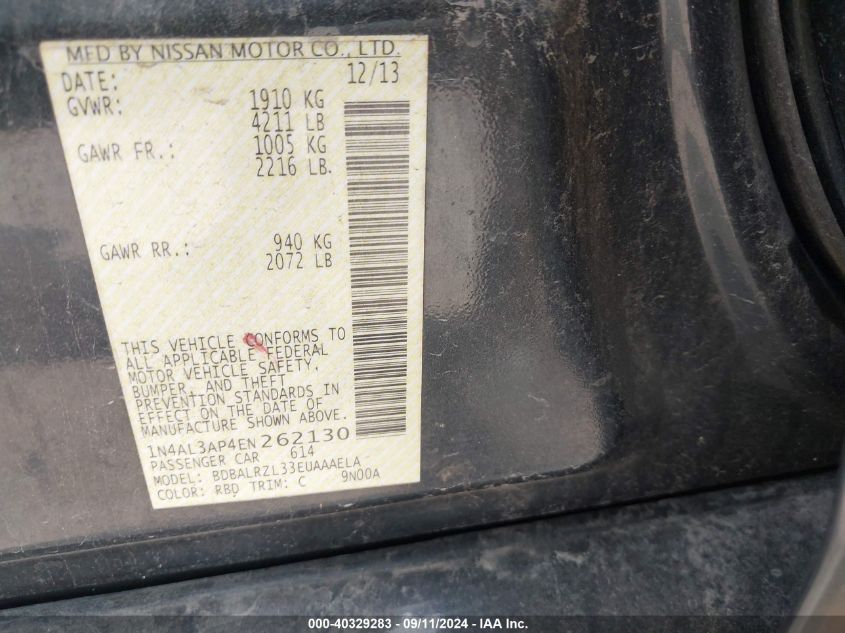 MFD BY NISSAN MOTOR CO., LTD.
DATE: 12/13
GVWR: 1910 KG
4211 LB
GAWR FR.: 1005 KG
2216 LB.
GAWR RR.: 940 KG
2072 LB
THIS VEHICLE CONFORMS TO
ALL APPLICABLE FEDERAL
MOTOR VEHICLE SAFETY,
BUMPER, AND THEFT
PREVENTION STANDARDS IN
EFFECT ON THE DATE OF
MANUFACTURE SHOWN ABOVE.
1N4AL3AP4EN262130
PASSENGER CAR 614
MODEL: BDBALRZL33EUAAAELA
COLOR: RBD TRIM: C 9N00A
000-40329283 - 09/11/2024 - IAA Inc.